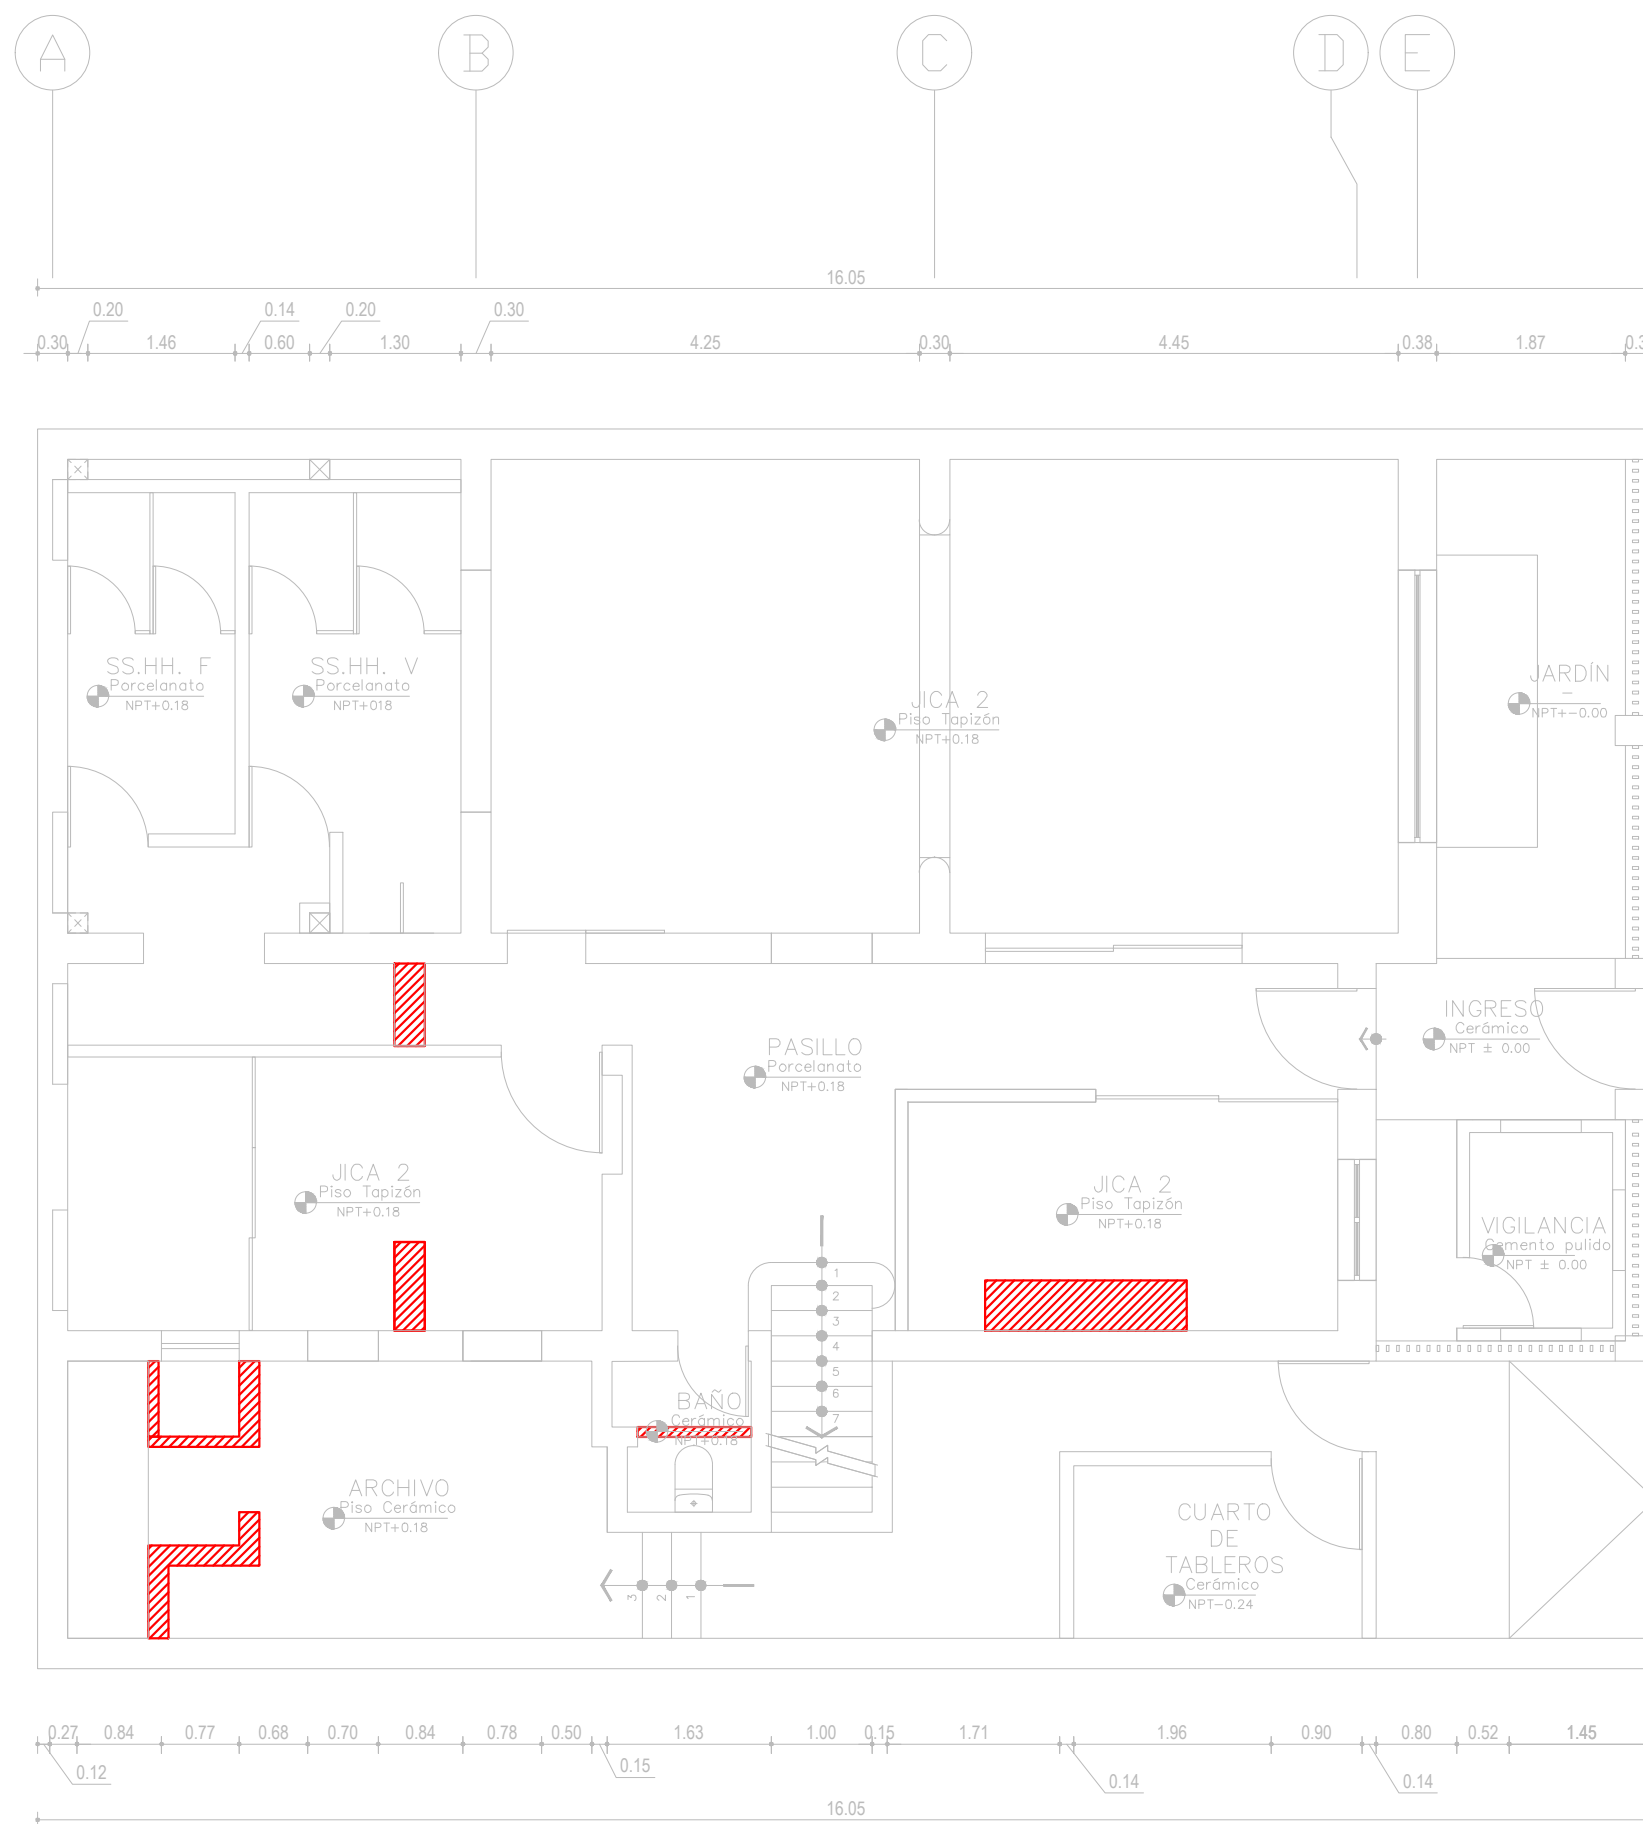 A B C D E
16.05
0.20 0.14 0.20 0.30
0.30 1.46 0.60 1.30 4.25 0.30 4.45 0.38 1.87
SS.HH. F
Porcelanato
NPT+0.18
SS.HH. V
Porcelanato
NPT+018
JICA 2
Piso Tapizón
NPT+0.18
JARDÍN
-
NPT+-0.00
PASILLO
Porcelanato
NPT+0.18
INGRESO
Cerámico
NPT ± 0.00
JICA 2
Piso Tapizón
NPT+0.18
JICA 2
Piso Tapizón
NPT+0.18
VIGILANCIA
Cemento pulido
NPT ± 0.00
1
2
3
4
5
6
7
BAÑO
Cerámico
NPT+0.18
ARCHIVO
Piso Cerámico
NPT+0.18
CUARTO
DE
TABLEROS
Cerámico
NPT-0.24
3 2 1
0.27 0.84 0.77 0.68 0.70 0.84 0.78 0.50 1.63 1.00 0.15 1.71 1.96 0.90 0.80 0.52 1.45
0.12 0.15 0.14 0.14
16.05